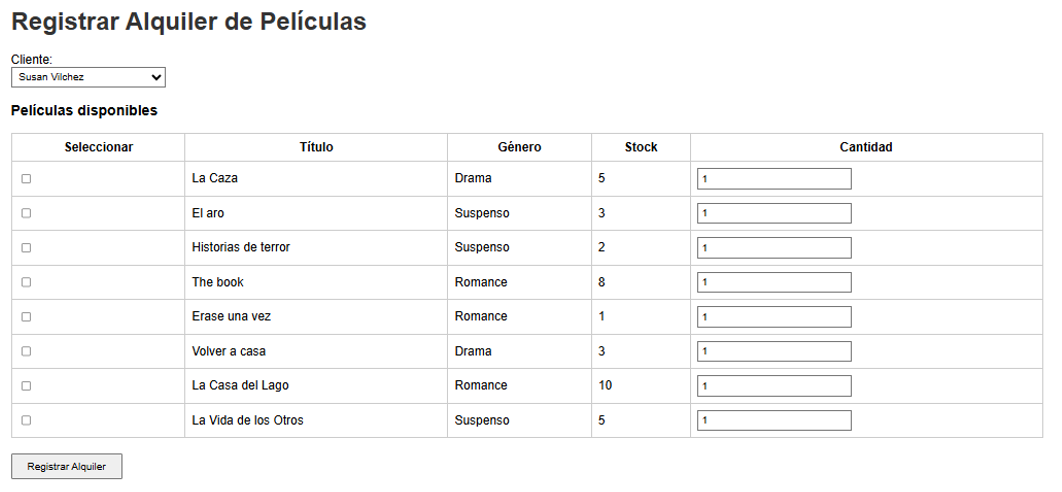 Registrar Alquiler de Películas
Cliente:
Susan Vilchez
Películas disponibles
Seleccionar Título Género Stock Cantidad
La Caza Drama 5 1
El aro Suspenso 3 1
Historias de terror Suspenso 2 1
The book Romance 8 1
Erase una vez Romance 1 1
Volver a casa Drama 3 1
La Casa del Lago Romance 10 1
La Vida de los Otros Suspenso 5 1
Registrar Alquiler